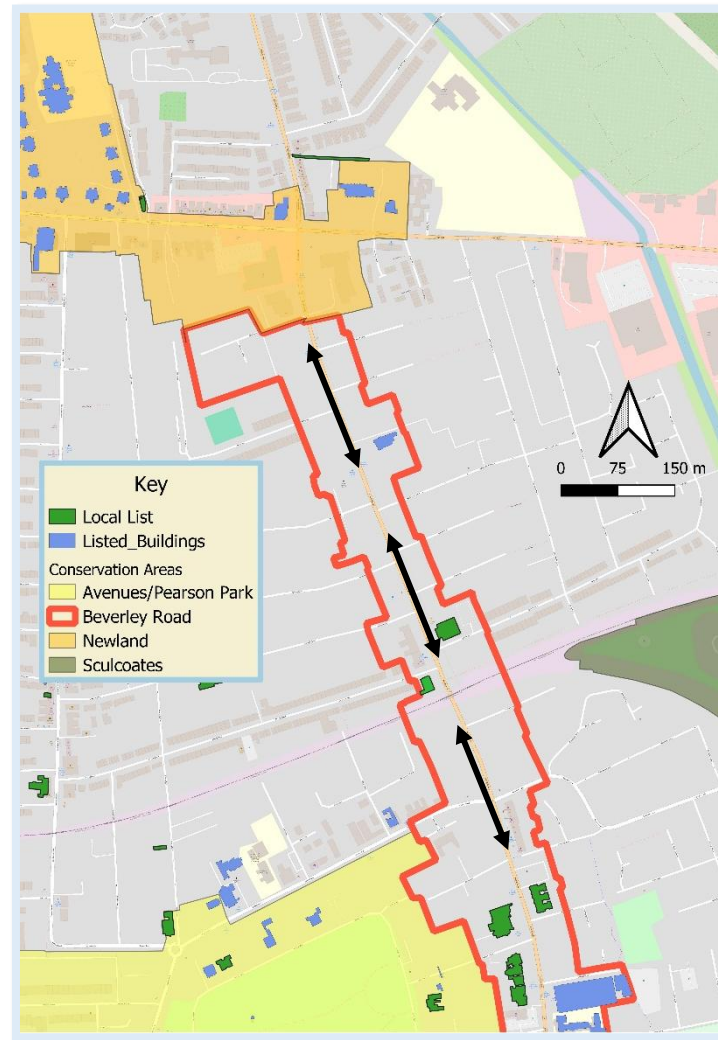 0 75 150 m
Key
Local List
Listed_Buildings
Conservation Areas
Avenues/Pearson Park
Beverley Road
Newland
Sculcoates